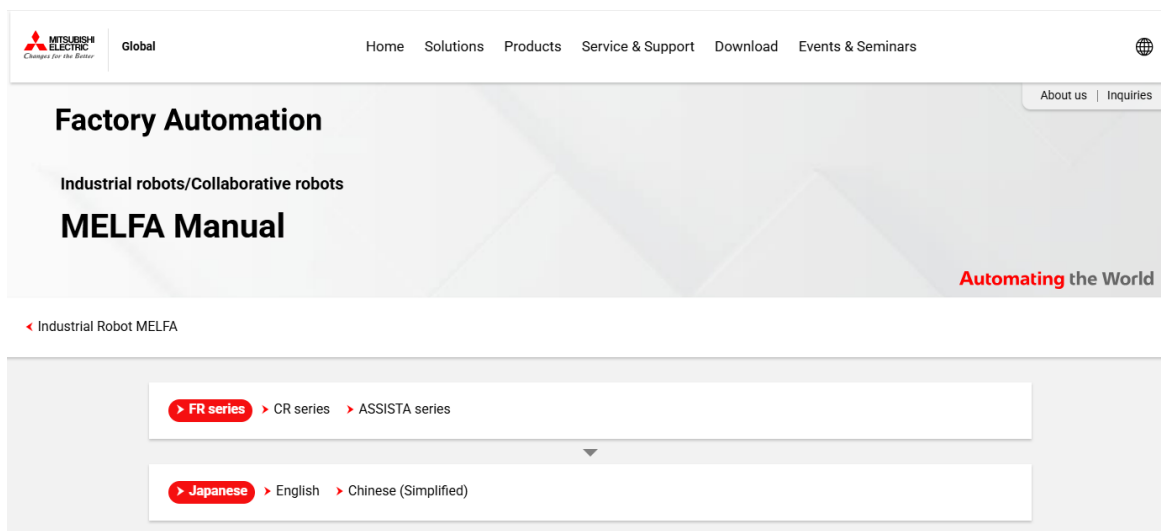 MITSUBISHI
ELECTRIC
Changes for the Better
Global
Home Solutions Products Service & Support Download Events & Seminars
About us | Inquiries
Factory Automation
Industrial robots/Collaborative robots
MELFA Manual
Automating the World
Industrial Robot MELFA
FR series CR series ASSISTA series
Japanese English Chinese (Simplified)